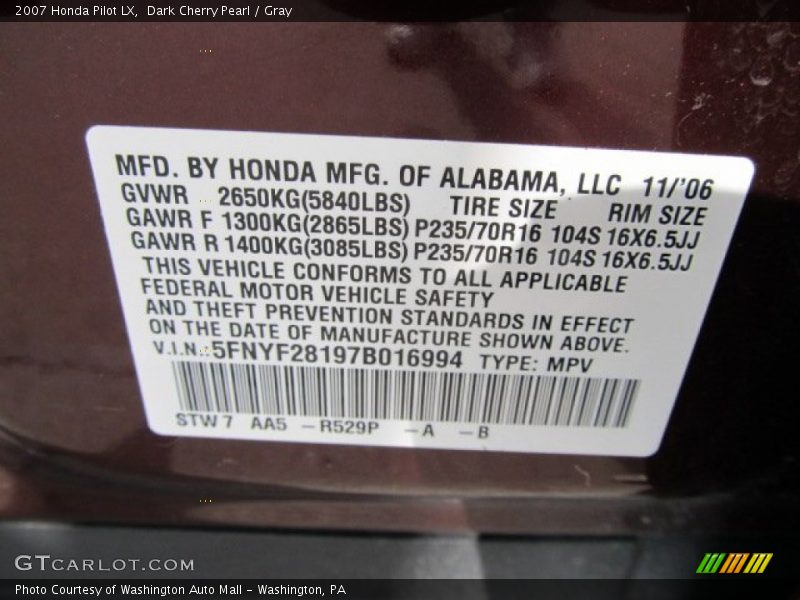 2007 Honda Pilot LX, Dark Cherry Pearl / Gray
MFD. BY HONDA MFG. OF ALABAMA, LLC 11/'06
GVWR 2650KG(5840LBS) TIRE SIZE RIM SIZE
GAWR F 1300KG(2865LBS) P235/70R16 104S 16X6.5JJ
GAWR R 1400KG(3085LBS) P235/70R16 104S 16X6.5JJ
THIS VEHICLE CONFORMS TO ALL APPLICABLE
FEDERAL MOTOR VEHICLE SAFETY
AND THEFT PREVENTION STANDARDS IN EFFECT
ON THE DATE OF MANUFACTURE SHOWN ABOVE.
V.I.N.:5FNYF28197B016994 TYPE: MPV
STW7 AA5 -R529P -A -B
GTCARLOT.COM
Photo Courtesy of Washington Auto Mall - Washington, PA